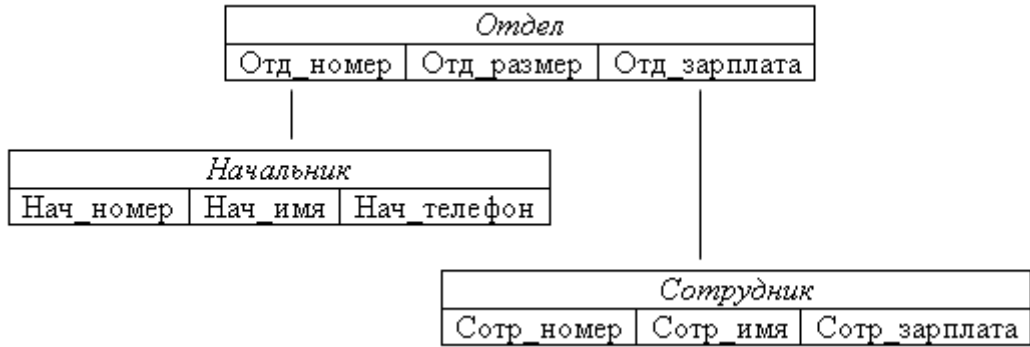 Отдел
Отд_номер Отд_размер Отд_зарплата
Начальник
Нач_номер Нач_имя Нач_телефон
Сотрудник
Сотр_номер Сотр_имя Сотр_зарплата